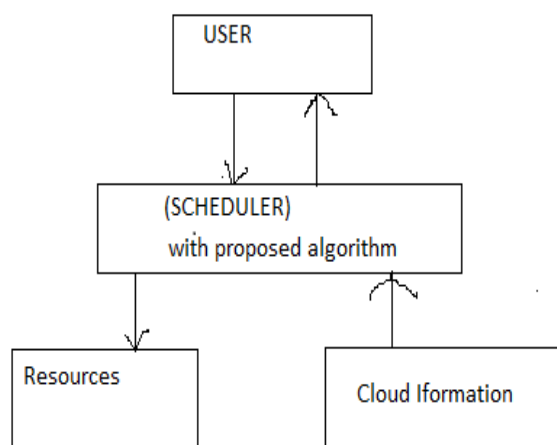 USER
(SCHEDULER)
with proposed algorithm
Resources
Cloud Iformation